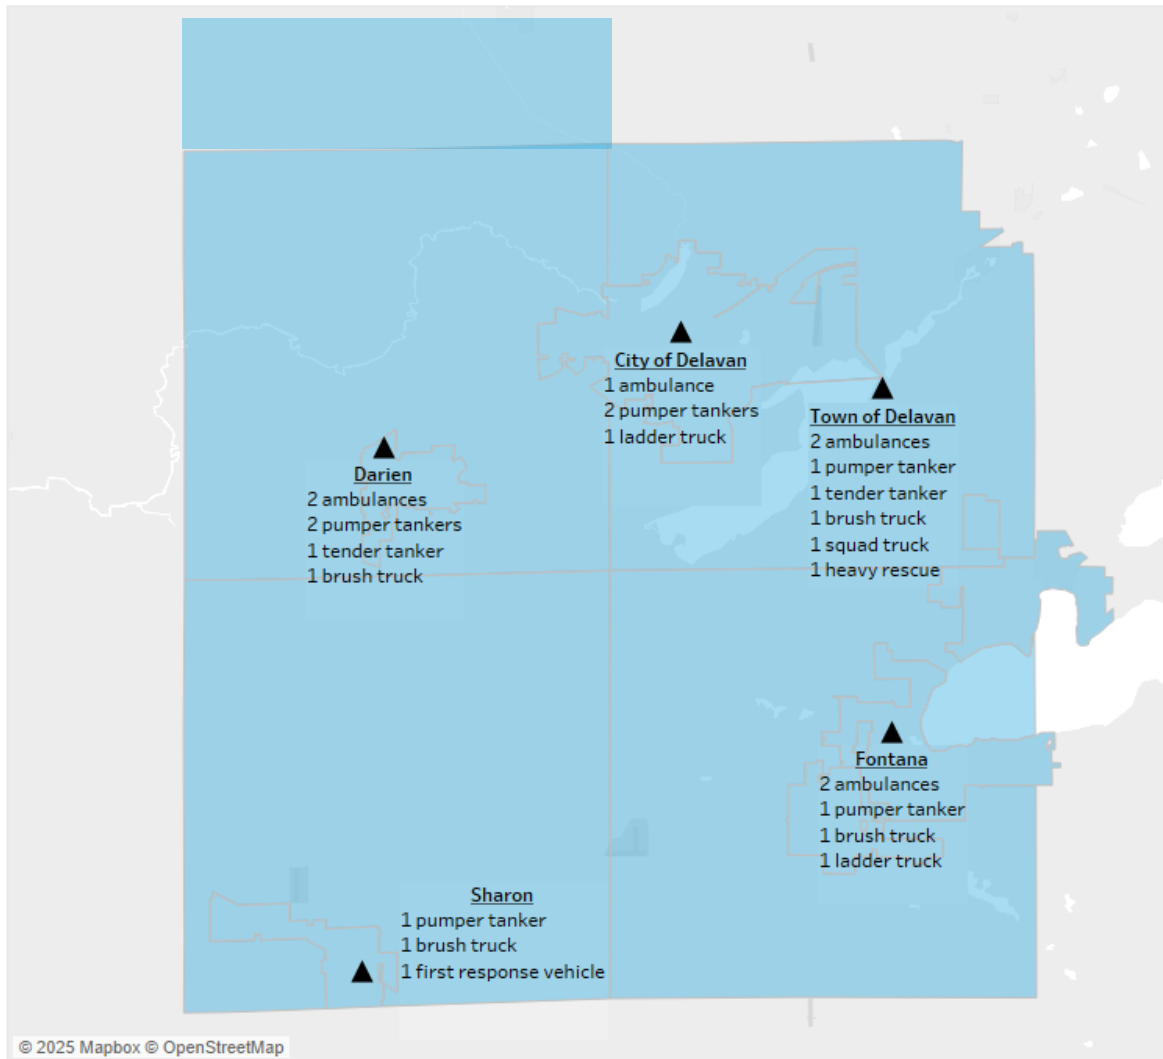 City of Delavan
1 ambulance
2 pumper tankers
1 ladder truck
Town of Delavan
2 ambulances
1 pumper tanker
1 tender tanker
1 brush truck
1 squad truck
1 heavy rescue
Darien
2 ambulances
2 pumper tankers
1 tender tanker
1 brush truck
Fontana
2 ambulances
1 pumper tanker
1 brush truck
1 ladder truck
Sharon
1 pumper tanker
1 brush truck
1 first response vehicle
© 2025 Mapbox © OpenStreetMap